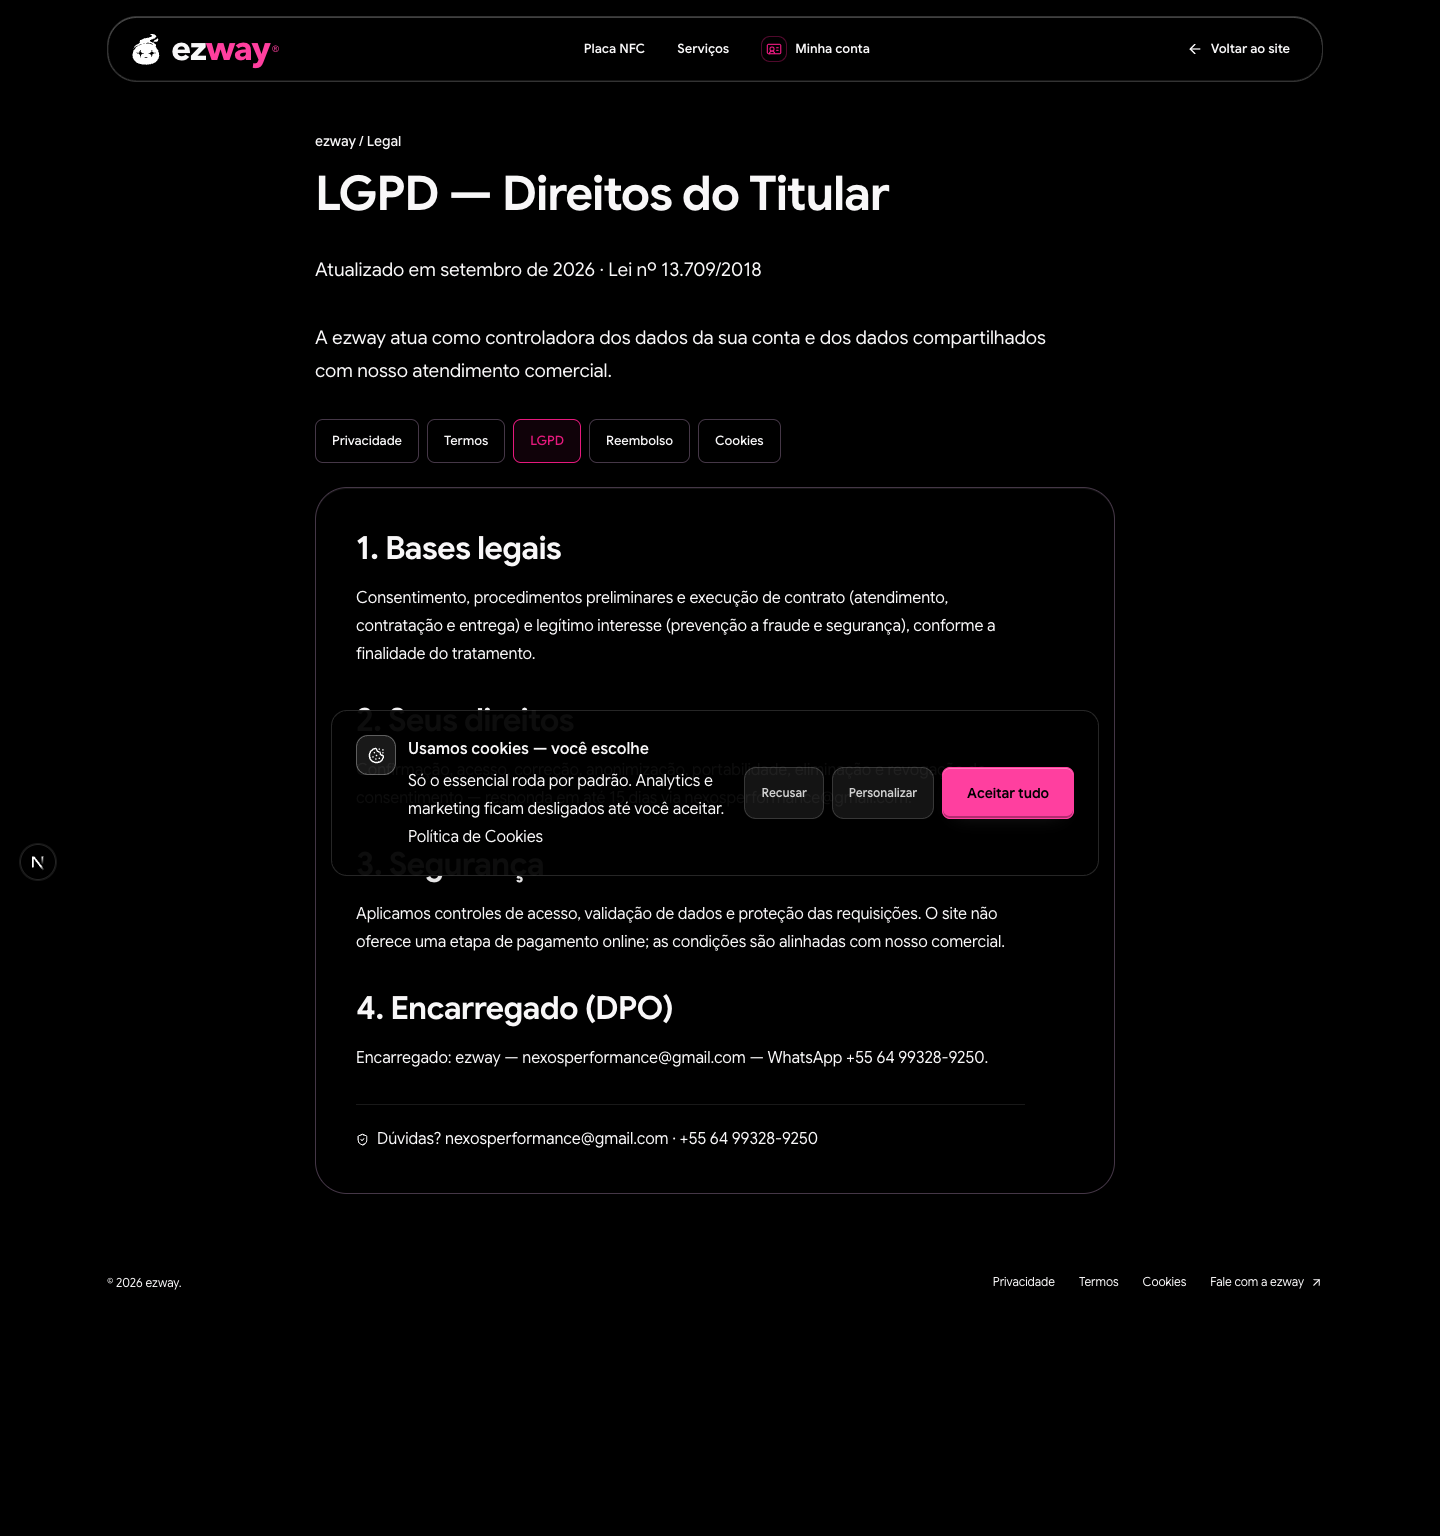 ezway®
Placa NFC
Serviços
Minha conta
Voltar ao site
ezway / Legal
LGPD — Direitos do Titular
Atualizado em setembro de 2026 · Lei nº 13.709/2018
A ezway atua como controladora dos dados da sua conta e dos dados compartilhados
com nosso atendimento comercial.
Privacidade
Termos
LGPD
Reembolso
Cookies
1. Bases legais
Consentimento, procedimentos preliminares e execução de contrato (atendimento,
contratação e entrega) e legítimo interesse (prevenção a fraude e segurança), conforme a
finalidade do tratamento.
2. Seus direitos
Usamos cookies — você escolhe
Só o essencial roda por padrão. Analytics e
marketing ficam desligados até você aceitar.
Política de Cookies
Recusar
Personalizar
Aceitar tudo
3. Segurança
Aplicamos controles de acesso, validação de dados e proteção das requisições. O site não
oferece uma etapa de pagamento online; as condições são alinhadas com nosso comercial.
4. Encarregado (DPO)
Encarregado: ezway — nexosperformance@gmail.com — WhatsApp +55 64 99328-9250.
Dúvidas? nexosperformance@gmail.com · +55 64 99328-9250
© 2026 ezway.
Privacidade
Termos
Cookies
Fale com a ezway